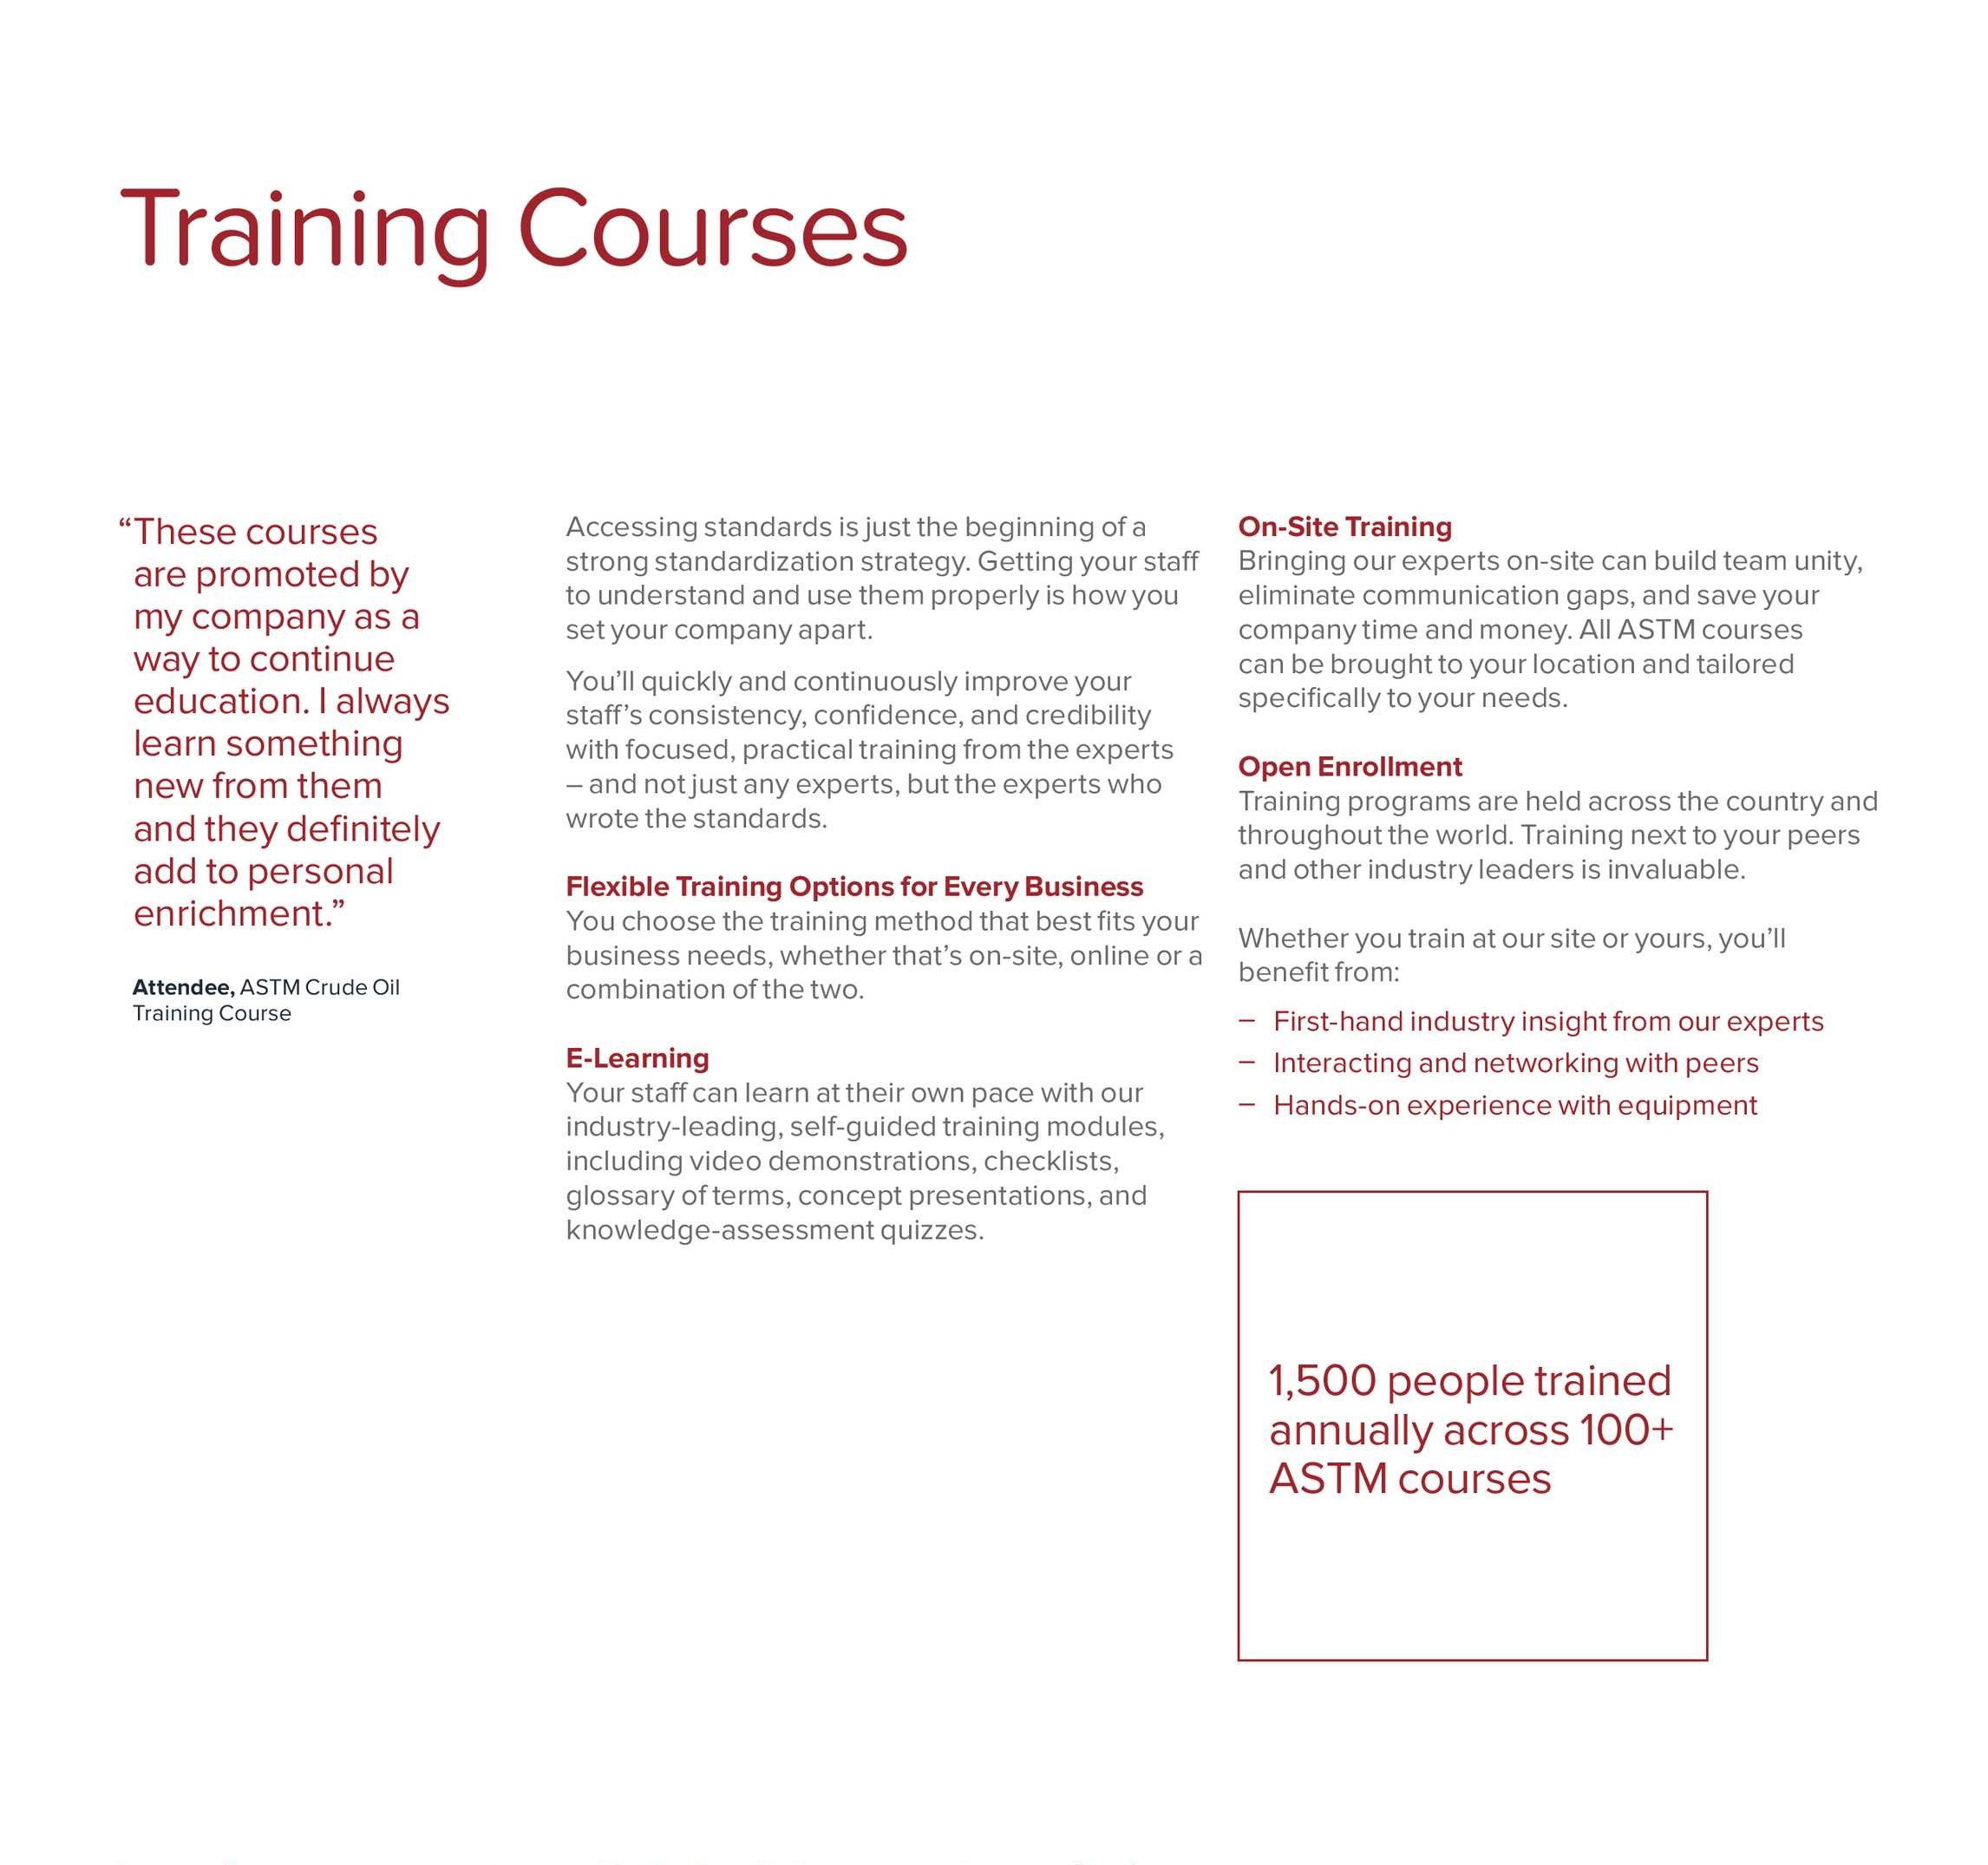 Training Courses
“These courses
are promoted by
my company as a
way to continue
education. I always
learn something
new from them
and they definitely
add to personal
enrichment.”
Attendee, ASTM Crude Oil
Training Course
Accessing standards is just the beginning of a
strong standardization strategy. Getting your staff
to understand and use them properly is how you
set your company apart.
You’ll quickly and continuously improve your
staff’s consistency, confidence, and credibility
with focused, practical training from the experts
– and not just any experts, but the experts who
wrote the standards.
Flexible Training Options for Every Business
You choose the training method that best fits your
business needs, whether that’s on-site, online or a
combination of the two.
E-Learning
Your staff can learn at their own pace with our
industry-leading, self-guided training modules,
including video demonstrations, checklists,
glossary of terms, concept presentations, and
knowledge-assessment quizzes.
On-Site Training
Bringing our experts on-site can build team unity,
eliminate communication gaps, and save your
company time and money. All ASTM courses
can be brought to your location and tailored
specifically to your needs.
Open Enrollment
Training programs are held across the country and
throughout the world. Training next to your peers
and other industry leaders is invaluable.
Whether you train at our site or yours, you’ll
benefit from:
– First-hand industry insight from our experts
– Interacting and networking with peers
– Hands-on experience with equipment
1,500 people trained
annually across 100+
ASTM courses